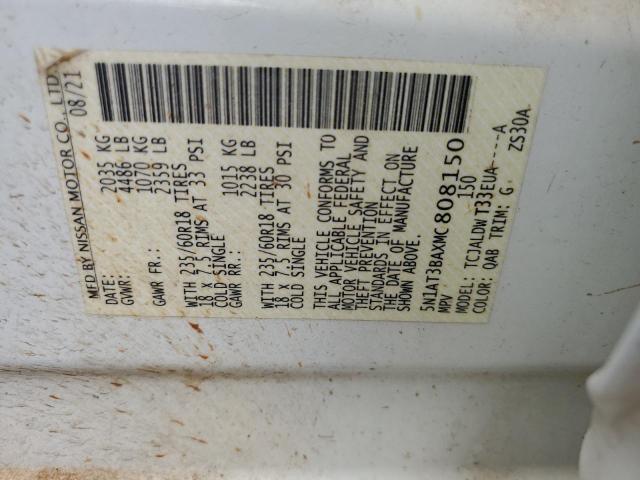 MFD BY NISSAN MOTOR CO., LTD.
DATE: 08/21
GVWR: 2035 KG
4486 LB
GAWR FR.: 1070 KG
2359 LB
WITH 235/60R18 TIRES
18 X 7.5 RIMS AT 33 PSI
COLD SINGLE
GAWR RR.: 1015 KG
2238 LB
WITH 235/60R18 TIRES
18 X 7.5 RIMS AT 30 PSI
COLD SINGLE
THIS VEHICLE CONFORMS TO
ALL APPLICABLE FEDERAL
MOTOR VEHICLE SAFETY AND
THEFT PREVENTION
STANDARDS IN EFFECT ON
THE DATE OF MANUFACTURE
SHOWN ABOVE.
5N1AT3BAXMC808150
MPV 150
MODEL: TCJALDWT33EUA----A
COLOR: QAB TRIM: G ZS30A